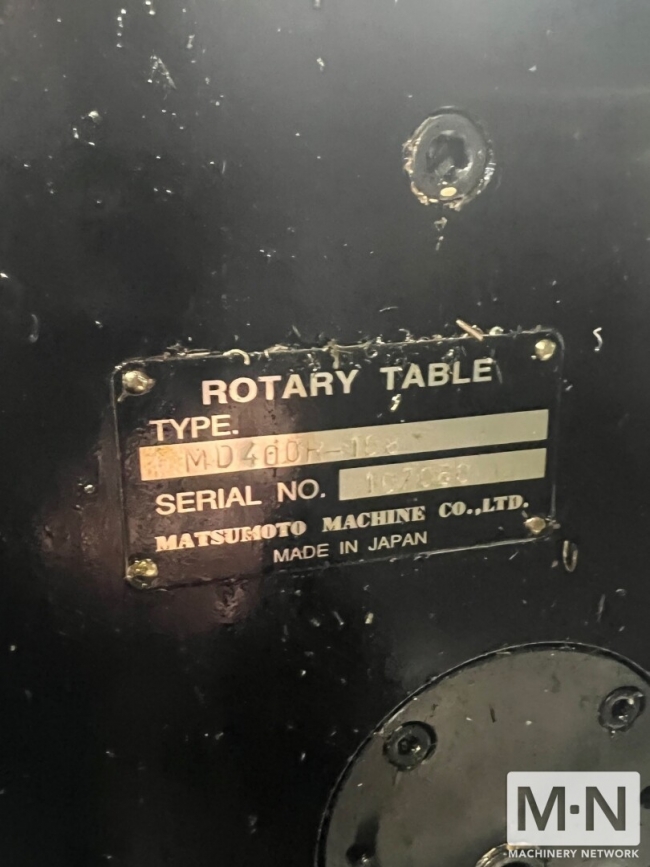 ROTARY TABLE
TYPE.
SERIAL NO.
MATSUMOTO MACHINE CO.,LTD.
MADE IN JAPAN
M·N
MACHINERY NETWORK